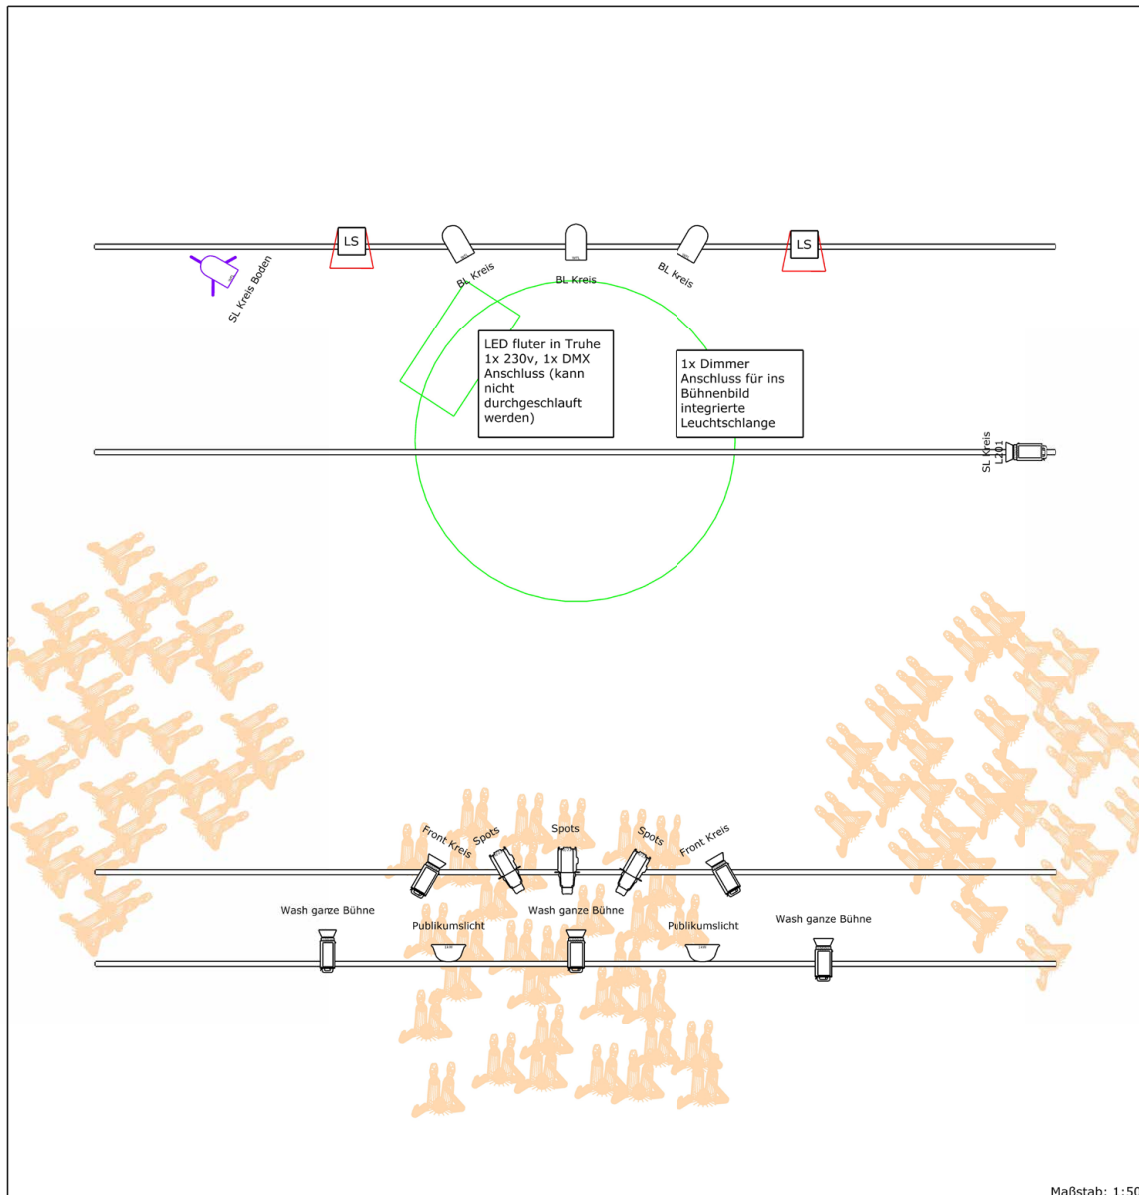 LS
LS
BL Kreis
BL Kreis
BL Kreis
SL Kreis Boden
LED fluter in Truhe
1x 230v, 1x DMX
Anschluss (kann
nicht
durchgeschlauft
werden)
1x Dimmer
Anschluss für ins
Bühnenbild
integrierte
Leuchtschlange
SL Kreis
L201
Front Kreis
Spots
Spots
Spots
Front Kreis
Wash ganze Bühne
Wash ganze Bühne
Wash ganze Bühne
Publikumslicht
Publikumslicht
Maßstab: 1:50